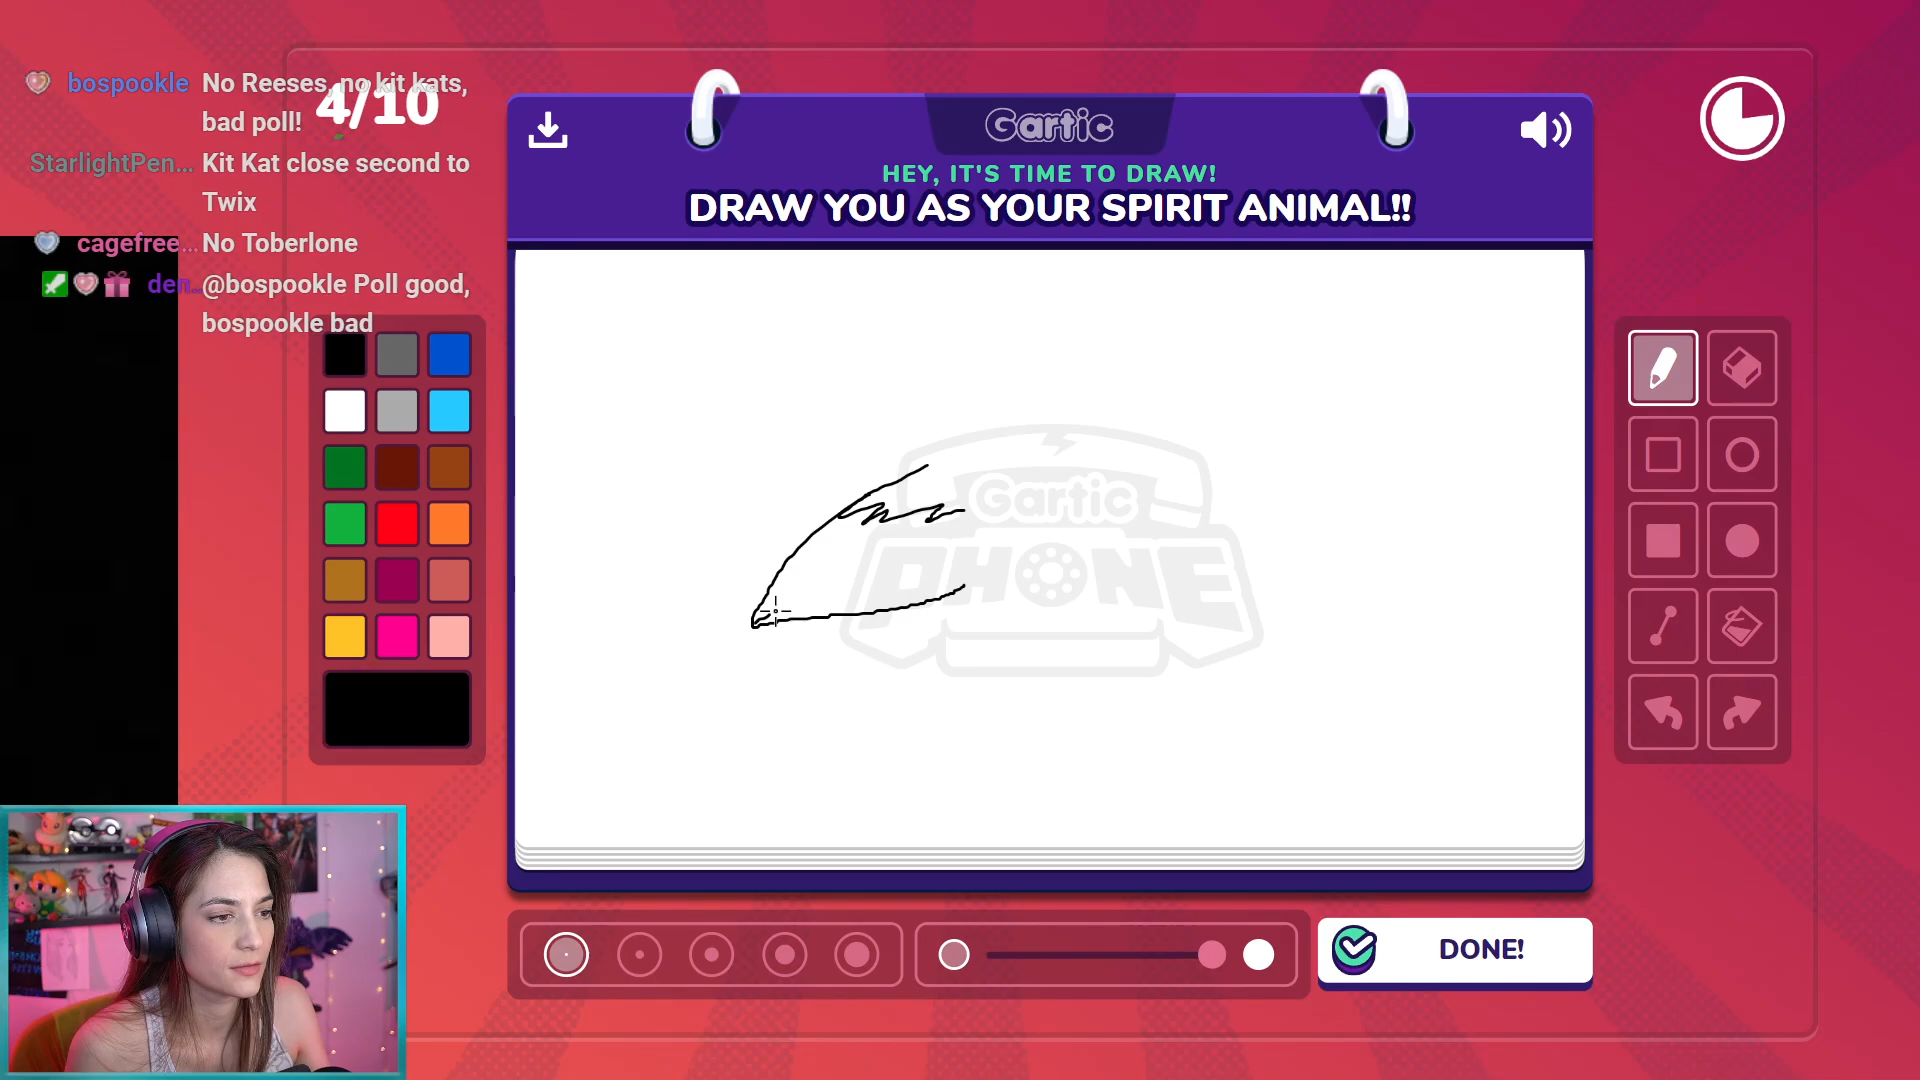 bospookle No Reeses, no kit kats,
bad poll!
4/10
StarlightPen... Kit Kat close second to
Twix
cagefree... No Toberlone
den... @bospookle Poll good,
bospookle bad
Gartic
HEY, IT'S TIME TO DRAW!
DRAW YOU AS YOUR SPIRIT ANIMAL!!
Gartic
PHONE
DONE!